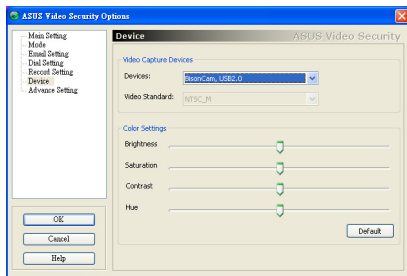 ASUS Video Security Options
Main Setting
Mode
Email Setting
Dial Setting
Record Setting
Device
Advance Setting
OK
Cancel
Help
Device
ASUS Video Security
Video Capture Devices
Devices:
BisonCam, USB2.0
Video Standard:
NTSC_M
Color Settings
Brightness
Saturation
Contrast
Hue
Default